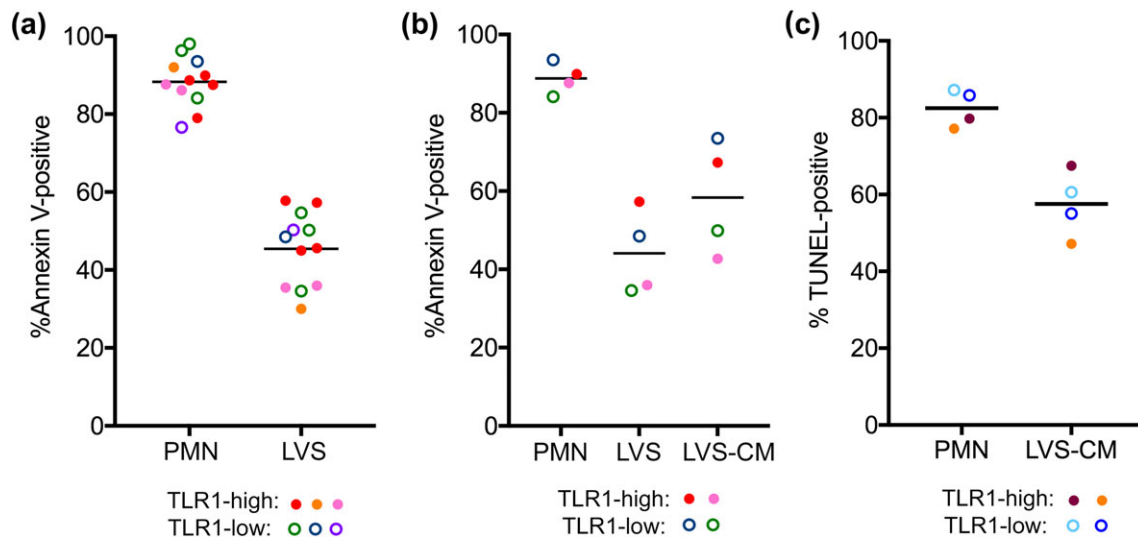 (a)
%Annexin V-positive
100
80
60
40
20
0
PMN LVS
TLR1-high:
TLR1-low:
(b)
%Annexin V-positive
100
80
60
40
20
0
PMN LVS LVS-CM
TLR1-high:
TLR1-low:
(c)
% TUNEL-positive
100
80
60
40
20
0
PMN LVS-CM
TLR1-high:
TLR1-low: